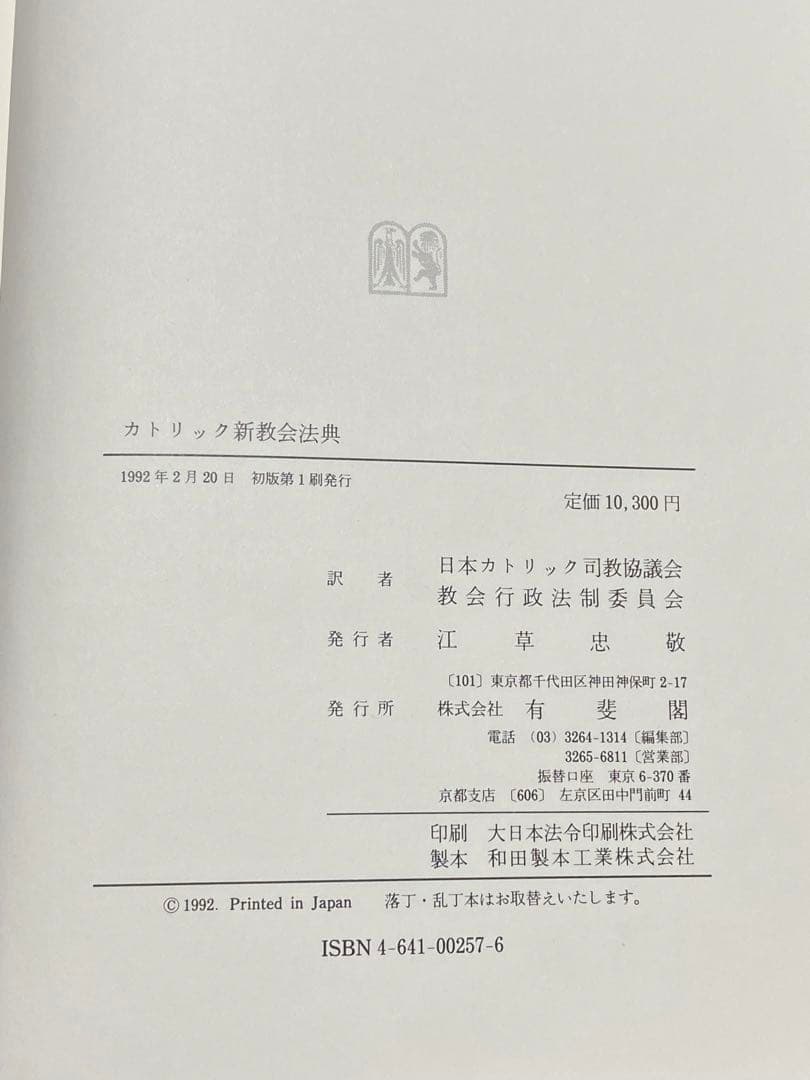 カトリック新教会法典
1992年2月20日 初版第1刷発行
定価10,300円
訳者 日本カトリック司教協議会
教会行政法制委員会
発行者 江草忠敬
〔101〕東京都千代田区神田神保町2-17
発行所 株式会社 有斐閣
電話 (03) 3264-1314〔編集部〕
3265-6811〔営業部〕
振替口座 東京6-370番
京都支店 〔606〕 左京区田中門前町 44
印刷 大日本法令印刷株式会社
製本 和田製本工業株式会社
© 1992. Printed in Japan 落丁・乱丁本はお取替えいたします。
ISBN 4-641-00257-6